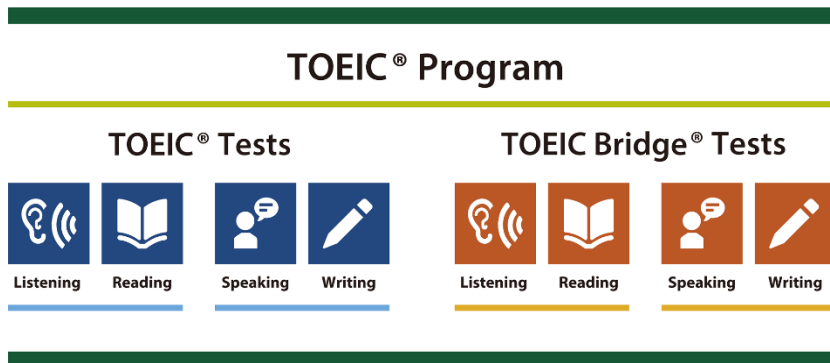 TOEIC® Program
TOEIC® Tests
Listening Reading Speaking Writing
TOEIC Bridge® Tests
Listening Reading Speaking Writing